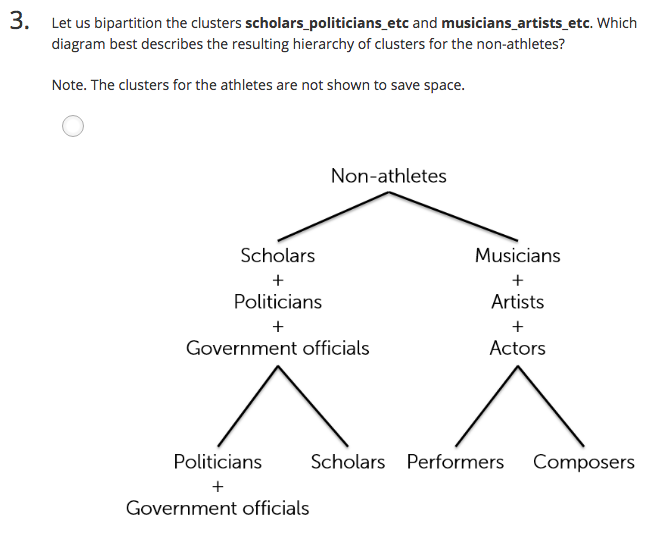 3. Let us bipartition the clusters scholars_politicians_etc and musicians_artists_etc. Which
diagram best describes the resulting hierarchy of clusters for the non-athletes?
Note. The clusters for the athletes are not shown to save space.
Non-athletes
Scholars
+
Politicians
+
Government officials
Musicians
+
Artists
+
Actors
Politicians
+
Government officials
Scholars
Performers
Composers